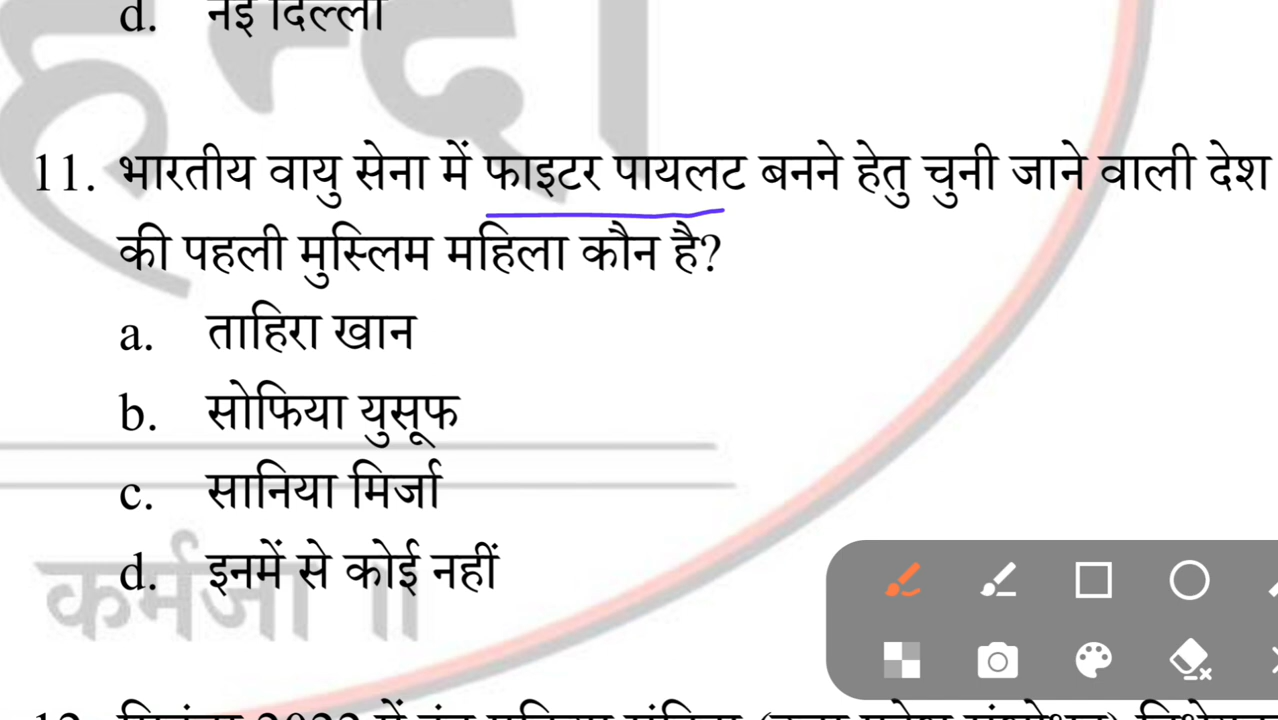 d. नई दिल्ली
11. भारतीय वायु सेना में फाइटर पायलट बनने हेतु चुनी जाने वाली देश
की पहली मुस्लिम महिला कौन है?
a. ताहिरा खान
b. सोफिया युसूफ
c. सानिया मिर्जा
d. इनमें से कोई नहीं